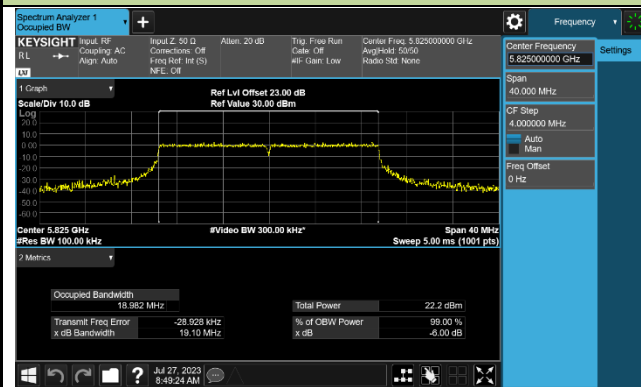 Spectrum Analyzer 1
Occupied BW
Frequency
KEYSIGHT
RL
LXI
Input: RF
Coupling: AC
Align: Auto
Input Z: 50 Ω
Corrections: Off
Freq Ref: Int (S)
NFE: Off
Atten: 20 dB
Trig: Free Run
Gate: Off
#IF Gain: Low
Center Freq: 5.825000000 GHz
Avg|Hold: 50/50
Radio Std: None
Center Frequency
5.825000000 GHz
Settings
Span
40.000 MHz
CF Step
4.000000 MHz
Auto
Man
Freq Offset
0 Hz
1 Graph
Scale/Div 10.0 dB
Ref Lvl Offset 23.00 dB
Ref Value 30.00 dBm
Log
20.0
10.0
0.00
-10.0
-20.0
-30.0
-40.0
-50.0
-60.0
Center 5.825 GHz
#Res BW 100.00 kHz
#Video BW 300.00 kHz*
Span 40 MHz
Sweep 5.00 ms (1001 pts)
2 Metrics
Occupied Bandwidth
18.982 MHz
Total Power 22.2 dBm
Transmit Freq Error -28.928 kHz
% of OBW Power 99.00 %
x dB Bandwidth 19.10 MHz
x dB -6.00 dB
?
Jul 27, 2023
8:49:24 AM